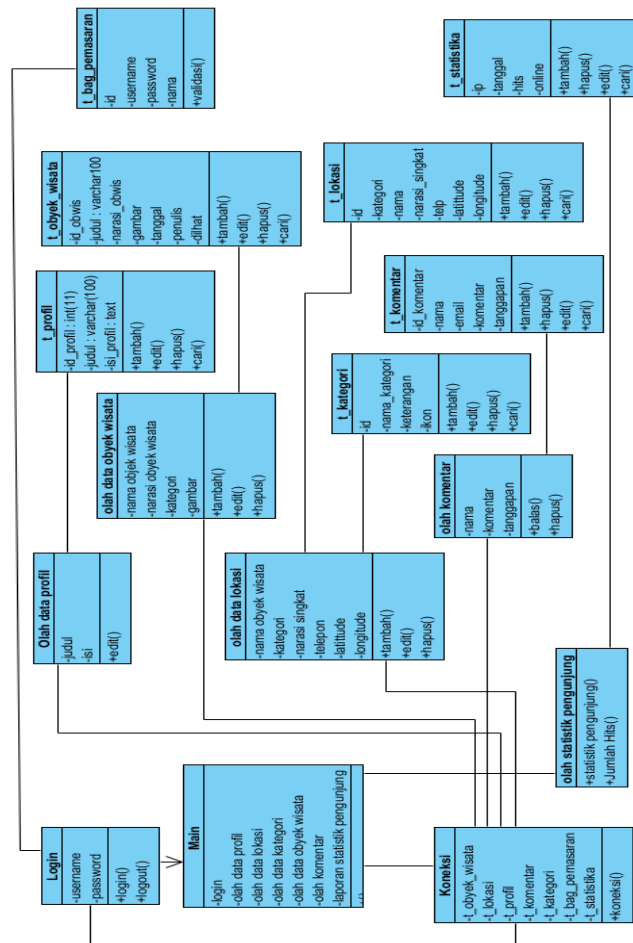 Login
-username
-password
+login()
+logout()
Main
-login
-olah data profil
-olah data lokasi
-olah data kategori
-olah data obyek wisata
-olah komentar
-laporan statistik pengunjung
()
Koneksi
-t_obyek_wisata
-t_lokasi
-t_profil
-t_komentar
-t_kategori
-t_bag_pemasaran
-t_statistika
+koneksi()
Olah data profil
-judul
-isi
+edit()
olah data lokasi
-nama obyek wisata
-kategori
-narasi singkat
-telepon
-latittude
-longitude
+tambah()
+edit()
+hapus()
olah statistik pengunjung
+statistik pengunjung()
+Jumlah Hits()
olah data obyek wisata
-nama objek wisata
-narasi obyek wisata
-kategori
-gambar
+tambah()
+edit()
+hapus()
olah komentar
-nama
-komentar
-tanggapan
+balas()
+hapus()
t_profil
-id_profil : int(11)
-judul : varchar(100)
-isi_profil : text
+tambah()
+edit()
+hapus()
+cari()
t_kategori
-id
-nama_kategori
-keterangan
-ikon
+tambah()
+edit()
+hapus()
+cari()
t_komentar
-id_komentar
-nama
-email
-komentar
-tanggapan
+tambah()
+hapus()
+edit()
+cari()
t_obyek_wisata
-id_obwis
-judul : varchar100
-narasi_obwis
-gambar
-tanggal
-penulis
-dilhat
+tambah()
+edit()
+hapus()
+cari()
t_lokasi
-id
-kategori
-nama
-narasi_singkat
-telp
-latittude
-longitude
+tambah()
+edit()
+hapus()
+cari()
t_bag_pemasaran
-id
-username
-password
-nama
+validasi()
t_statistika
-ip
-tanggal
-hits
-online
+tambah()
+hapus()
+edit()
+cari()